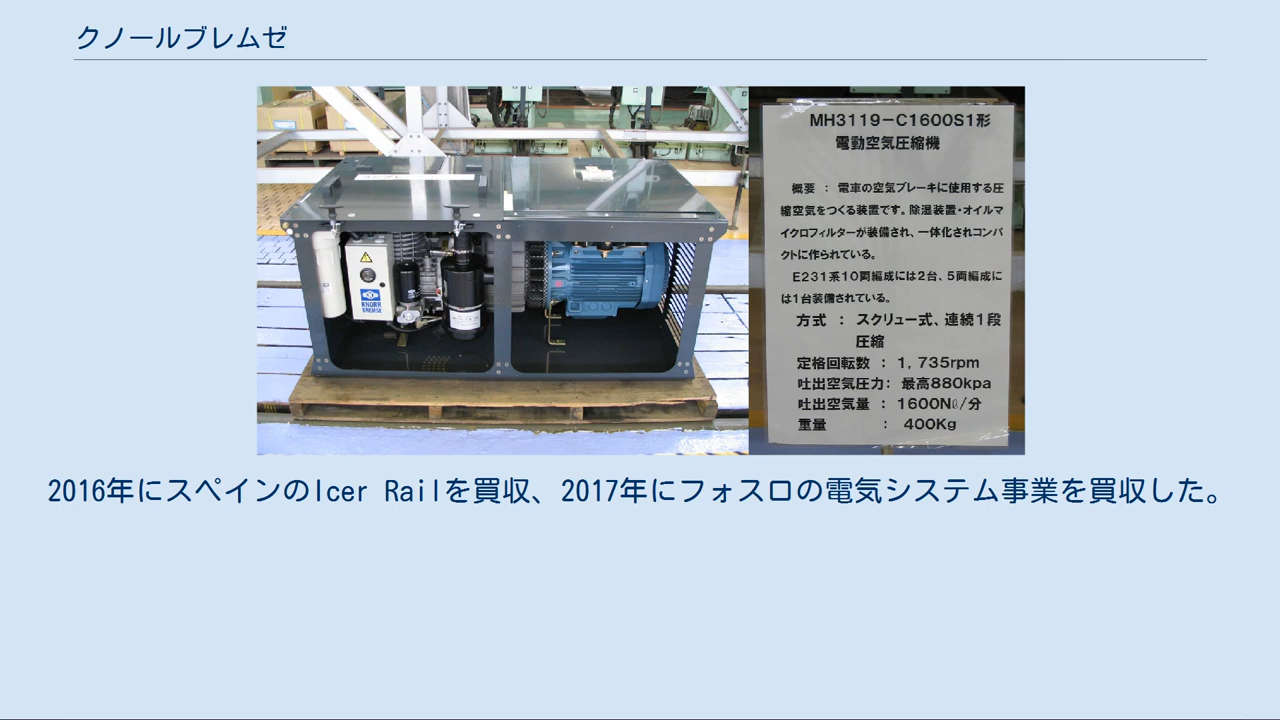 クノールブレムゼ
KNORR
BREMSE
MH3119－C1600S1形
電動空気圧縮機
概要 ： 電車の空気ブレーキに使用する圧
縮空気をつくる装置です。除湿装置・オイルマ
イクロフィルターが装備され、一体化されコンパ
クトに作られている。
E231系10両編成には2台、5両編成に
は1台装備されている。
方式 ： スクリュー式、連続1段
圧縮
定格回転数 ： 1,735rpm
吐出空気圧力： 最高880kpa
吐出空気量 ： 1600Nℓ/分
重量 ： 400Kg
2016年にスペインのIcer Railを買収、2017年にフォスロの電気システム事業を買収した。